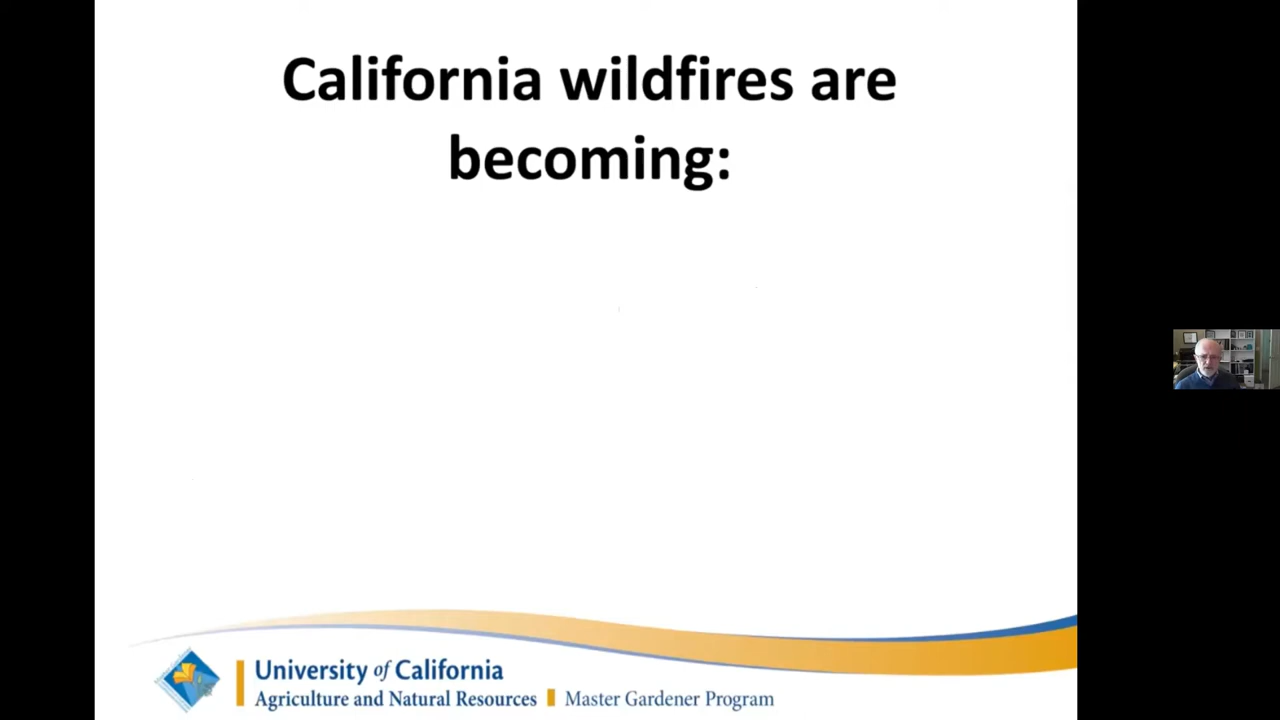 California wildfires are
becoming:
University of California
Agriculture and Natural Resources Master Gardener Program